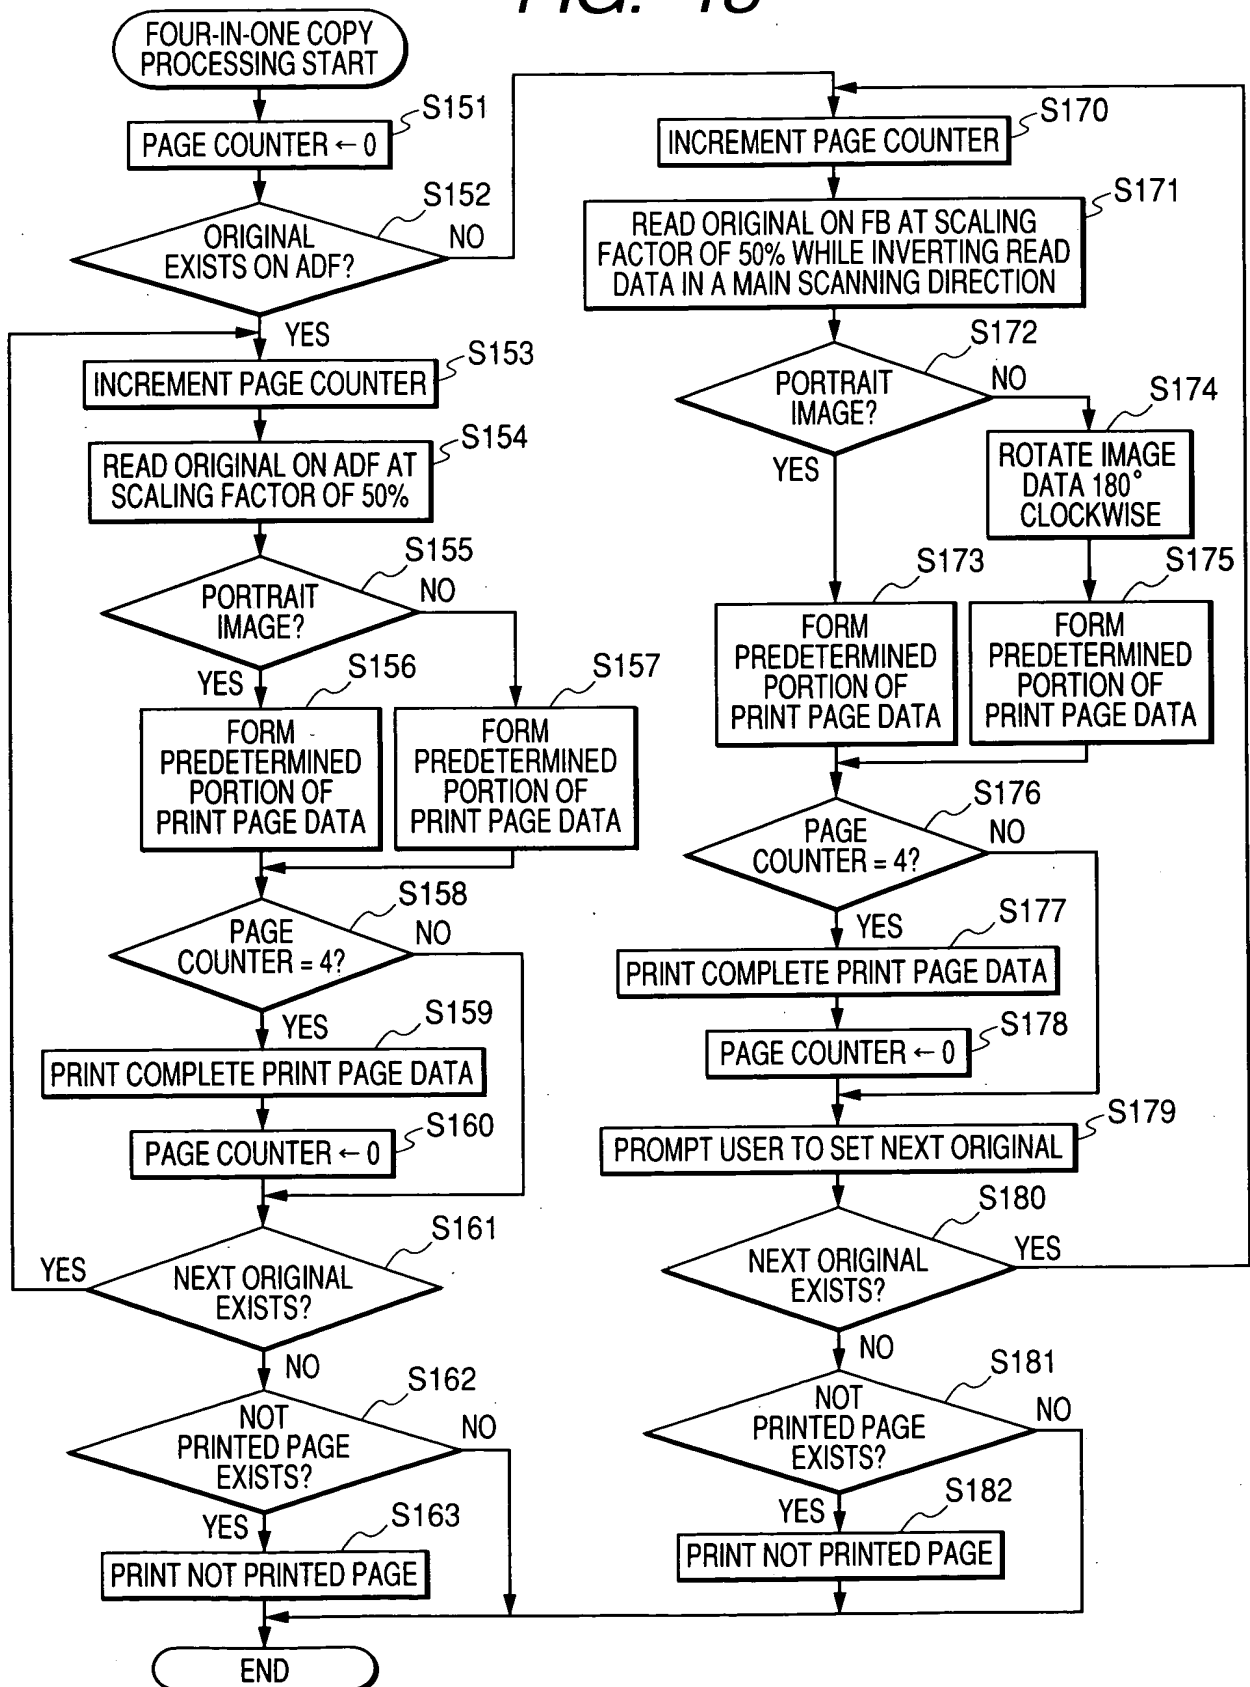 FIG.
FOUR-IN-ONE COPY
PROCESSING START
S151
PAGE COUNTER ← 0
S152
ORIGINAL
EXISTS ON ADF?
NO
YES
S153
INCREMENT PAGE COUNTER
S154
READ ORIGINAL ON ADF AT
SCALING FACTOR OF 50%
S155
PORTRAIT
IMAGE?
NO
YES
S156
FORM
PREDETERMINED
PORTION OF
PRINT PAGE DATA
S157
FORM
PREDETERMINED
PORTION OF
PRINT PAGE DATA
S158
PAGE
COUNTER = 4?
NO
YES
S159
PRINT COMPLETE PRINT PAGE DATA
S160
PAGE COUNTER ← 0
S161
NEXT ORIGINAL
EXISTS?
YES
NO
S162
NOT
PRINTED PAGE
EXISTS?
NO
YES
S163
PRINT NOT PRINTED PAGE
END
S170
INCREMENT PAGE COUNTER
S171
READ ORIGINAL ON FB AT SCALING
FACTOR OF 50% WHILE INVERTING READ
DATA IN A MAIN SCANNING DIRECTION
S172
PORTRAIT
IMAGE?
NO
YES
S174
ROTATE IMAGE
DATA 180°
CLOCKWISE
S173
FORM
PREDETERMINED
PORTION OF
PRINT PAGE DATA
S175
FORM
PREDETERMINED
PORTION OF
PRINT PAGE DATA
S176
PAGE
COUNTER = 4?
NO
YES
S177
PRINT COMPLETE PRINT PAGE DATA
S178
PAGE COUNTER ← 0
S179
PROMPT USER TO SET NEXT ORIGINAL
S180
NEXT ORIGINAL
EXISTS?
YES
NO
S181
NOT
PRINTED PAGE
EXISTS?
NO
YES
S182
PRINT NOT PRINTED PAGE